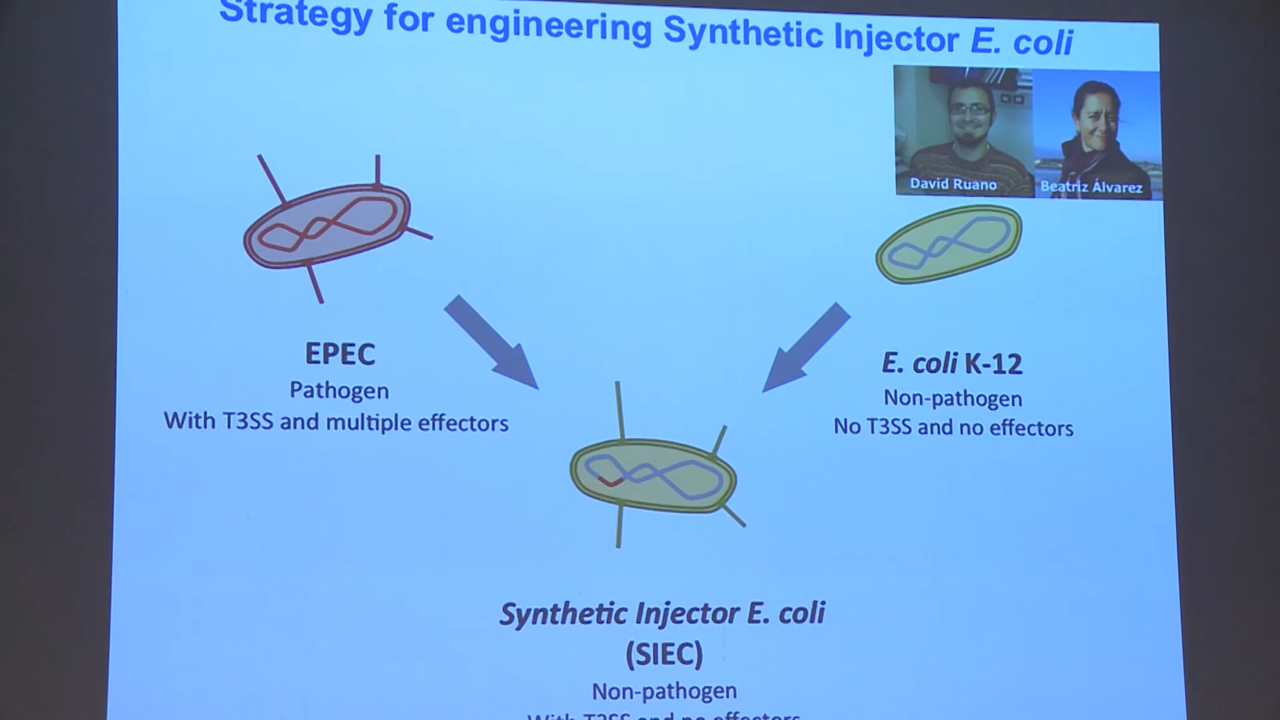 Strategy for engineering Synthetic Injector E. coli
David Ruano
Beatriz Álvarez
EPEC
Pathogen
With T3SS and multiple effectors
E. coli K-12
Non-pathogen
No T3SS and no effectors
Synthetic Injector E. coli
(SIEC)
Non-pathogen
With T3SS and no effectors